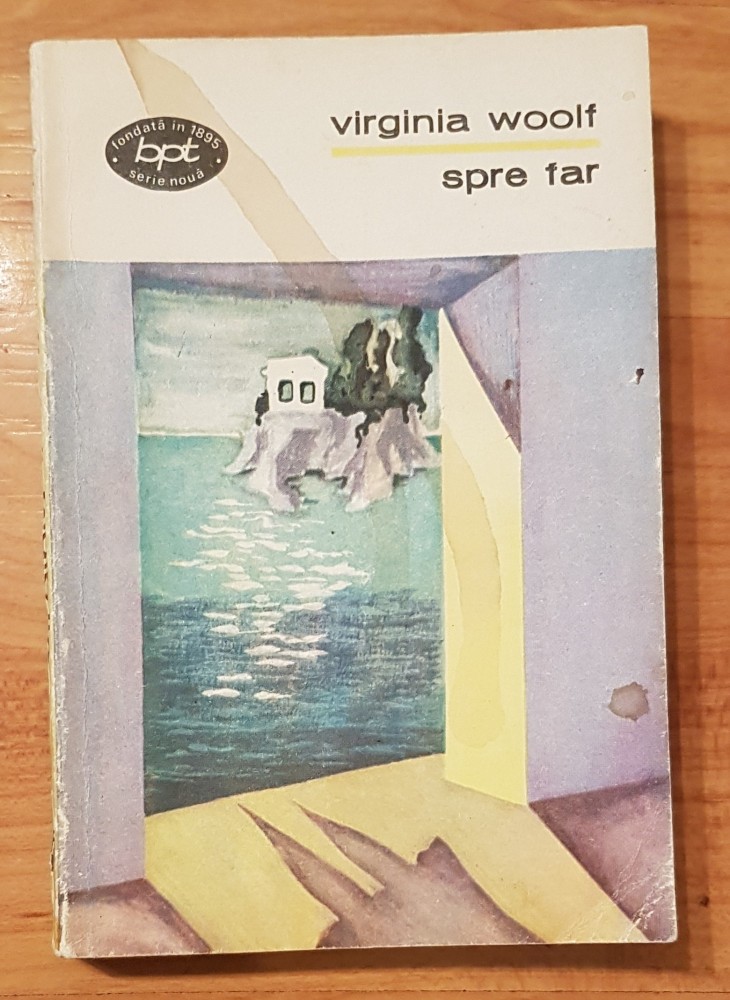 fondată în 1895
bpt
serie nouă
virginia woolf
spre far